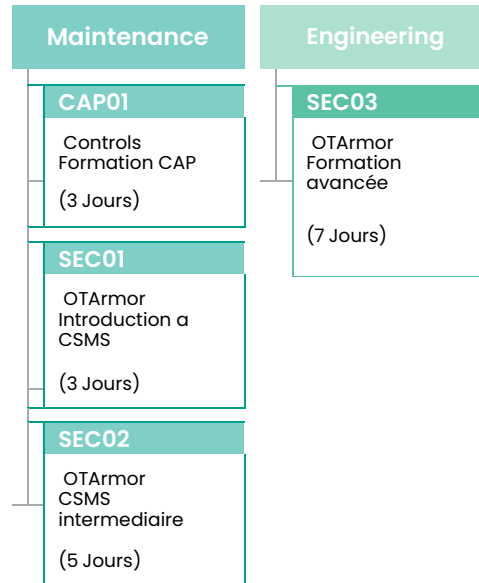 Maintenance
CAP01
Controls
Formation CAP
(3 Jours)
SEC01
OTArmor
Introduction a
CSMS
(3 Jours)
SEC02
OTArmor
CSMS
intermediaire
(5 Jours)
Engineering
SEC03
OTArmor
Formation
avancée
(7 Jours)